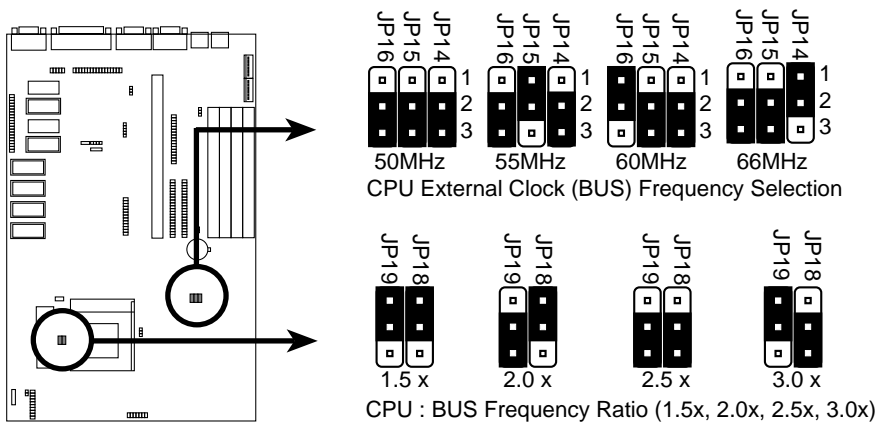 JP16 JP15 JP14 JP16 JP15 JP14 JP16 JP15 JP14 JP16 JP15 JP14
1 1 1 1
2 2 2 2
3 3 3 3
50MHz 55MHz 60MHz 66MHz
CPU External Clock (BUS) Frequency Selection
JP19 JP18 JP19 JP18 JP19 JP18 JP19 JP18
1.5 x 2.0 x 2.5 x 3.0 x
CPU : BUS Frequency Ratio (1.5x, 2.0x, 2.5x, 3.0x)